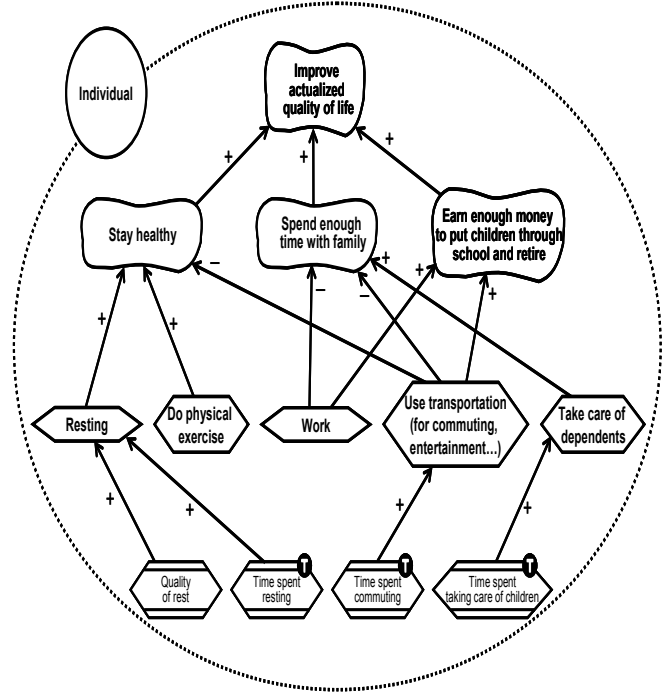 Individual
Improve
actualized
quality of life
+
+
+
Stay healthy
Spend enough
time with family
Earn enough money
to put children through
school and retire
–
–
–
+
+
+
+
+
Resting
Do physical
exercise
Work
Use transportation
(for commuting,
entertainment...)
Take care of
dependents
+
+
+
+
Quality
of rest
T
Time spent
resting
T
Time spent
commuting
T
Time spent
taking care of children